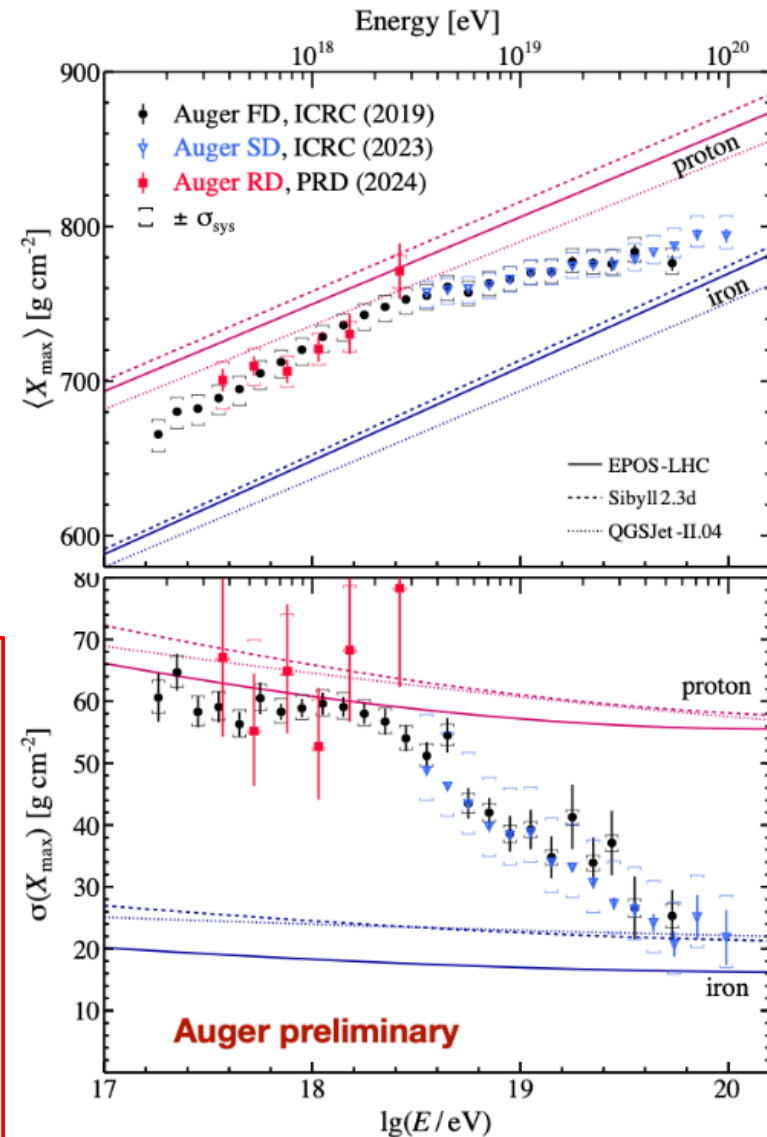 Energy [eV]
10^18 10^19 10^20
900
Auger FD, ICRC (2019)
Auger SD, ICRC (2023)
Auger RD, PRD (2024)
± σ_sys
proton
800
⟨X_max⟩ [g cm^-2]
700
iron
EPOS-LHC
Sibyll 2.3d
QGSJet-II.04
600
80
70
proton
60
50
σ(X_max) [g cm^-2]
40
30
20
iron
10
Auger preliminary
17 18 19 20
lg(E/eV)